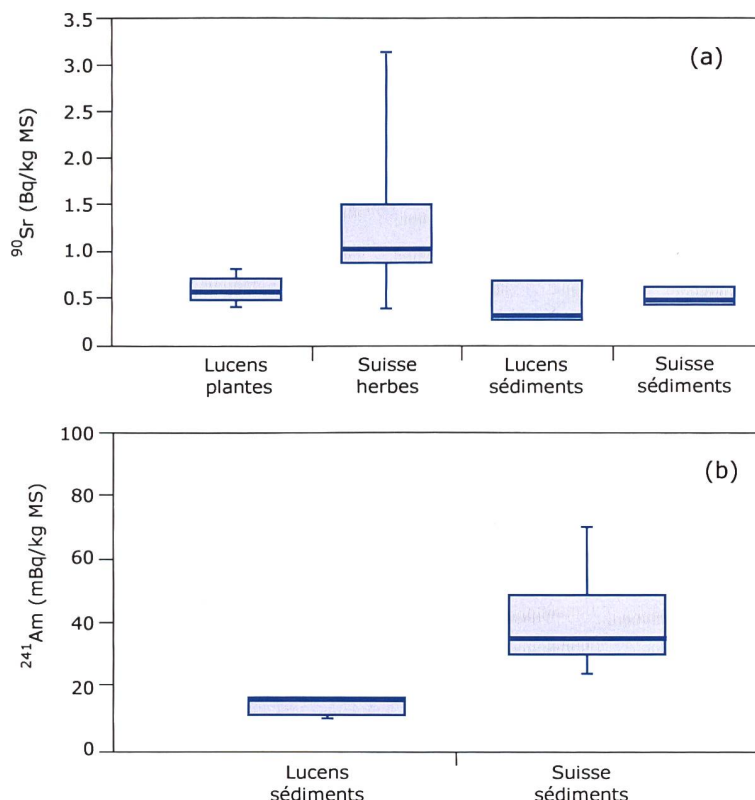 (a)
⁹⁰Sr (Bq/kg MS)
3.5
3.0
2.5
2.0
1.5
1.0
0.5
0
Lucens plantes
Suisse herbes
Lucens sédiments
Suisse sédiments
(b)
²⁴¹Am (mBq/kg MS)
100
80
60
40
20
0
Lucens sédiments
Suisse sédiments